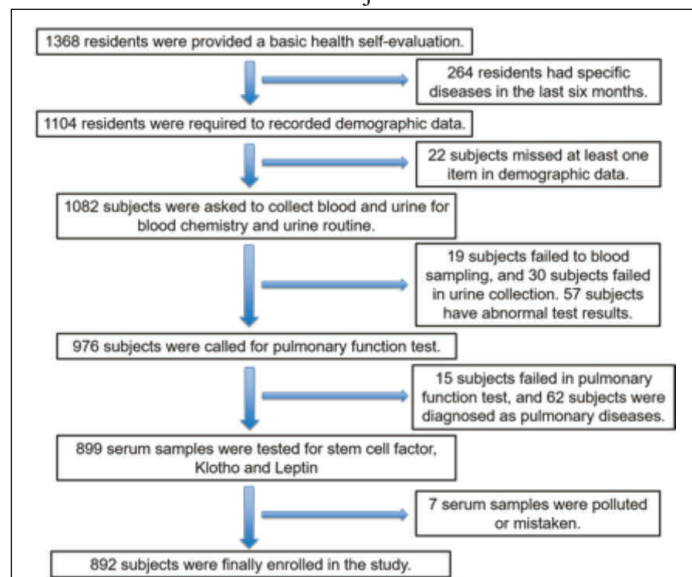 1368 residents were provided a basic health self-evaluation.
264 residents had specific
diseases in the last six months.
1104 residents were required to recorded demographic data.
22 subjects missed at least one
item in demographic data.
1082 subjects were asked to collect blood and urine for
blood chemistry and urine routine.
19 subjects failed to blood
sampling, and 30 subjects failed
in urine collection. 57 subjects
have abnormal test results.
976 subjects were called for pulmonary function test.
15 subjects failed in pulmonary
function test, and 62 subjects were
diagnosed as pulmonary diseases.
899 serum samples were tested for stem cell factor,
Klotho and Leptin
7 serum samples were polluted
or mistaken.
892 subjects were finally enrolled in the study.